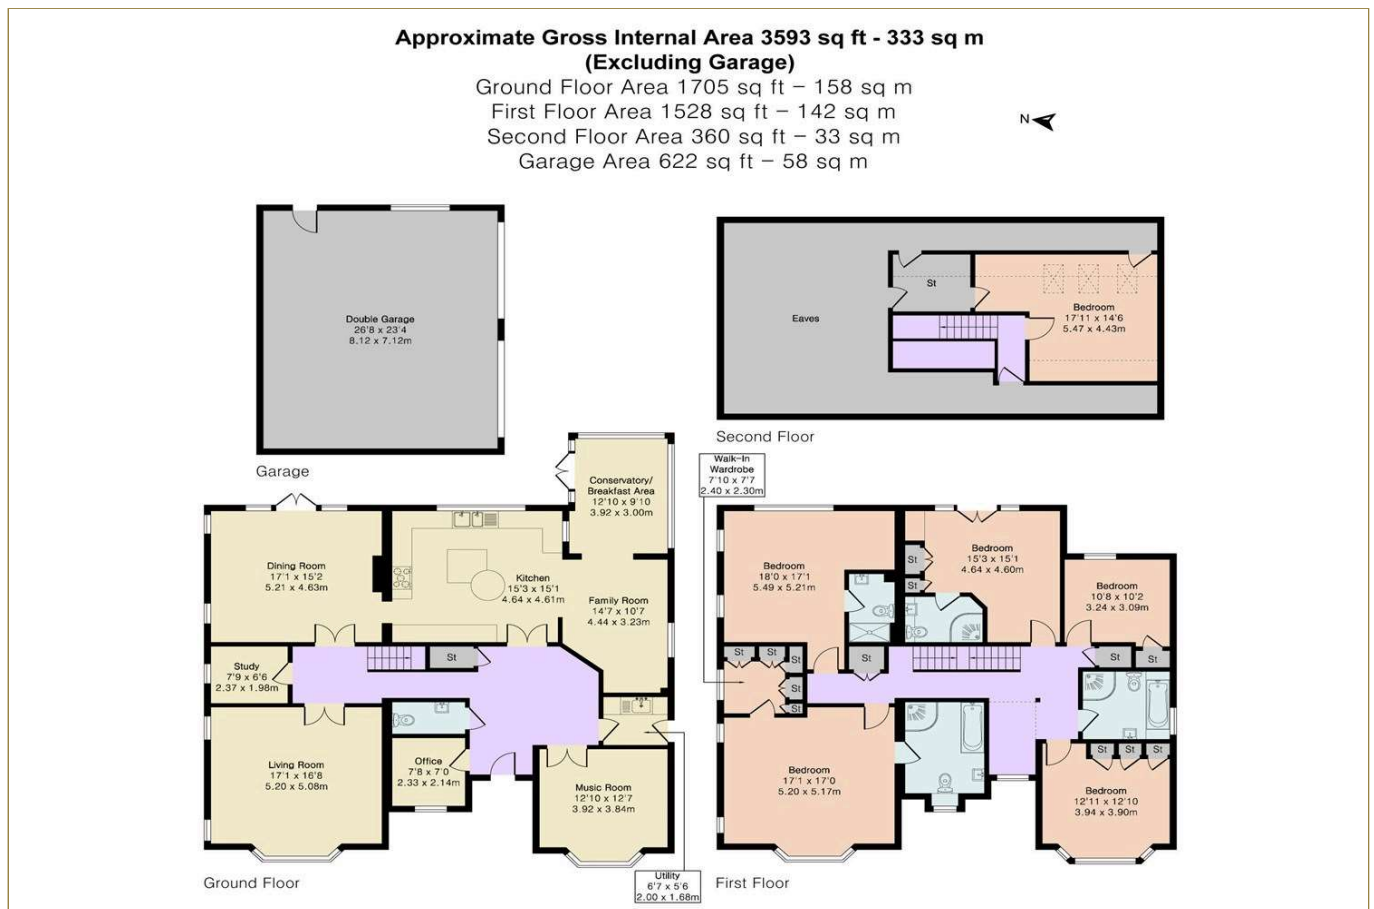 Approximate Gross Internal Area 3593 sq ft - 333 sq m
(Excluding Garage)
Ground Floor Area 1705 sq ft – 158 sq m
First Floor Area 1528 sq ft – 142 sq m
Second Floor Area 360 sq ft – 33 sq m
Garage Area 622 sq ft – 58 sq m
N
Double Garage
26'8 x 23'4
8.12 x 7.12m
Garage
Eaves
St
Bedroom
17'11 x 14'6
5.47 x 4.43m
Second Floor
Conservatory/
Breakfast Area
12'10 x 9'10
3.92 x 3.00m
Dining Room
17'1 x 15'2
5.21 x 4.63m
Kitchen
15'3 x 15'1
4.64 x 4.61m
Family Room
14'7 x 10'7
4.44 x 3.23m
St
Study
7'9 x 6'6
2.37 x 1.98m
Living Room
17'1 x 16'8
5.20 x 5.08m
Office
7'8 x 7'0
2.33 x 2.14m
Music Room
12'10 x 12'7
3.92 x 3.84m
Utility
6'7 x 5'6
2.00 x 1.68m
Ground Floor
Walk-In
Wardrobe
7'10 x 7'7
2.40 x 2.30m
Bedroom
18'0 x 17'1
5.49 x 5.21m
St
St
Bedroom
15'3 x 15'1
4.64 x 4.60m
Bedroom
10'8 x 10'2
3.24 x 3.09m
St
St
St
St
St
St
St
St
Bedroom
17'1 x 17'0
5.20 x 5.17m
St
St
St
Bedroom
12'11 x 12'10
3.94 x 3.90m
First Floor